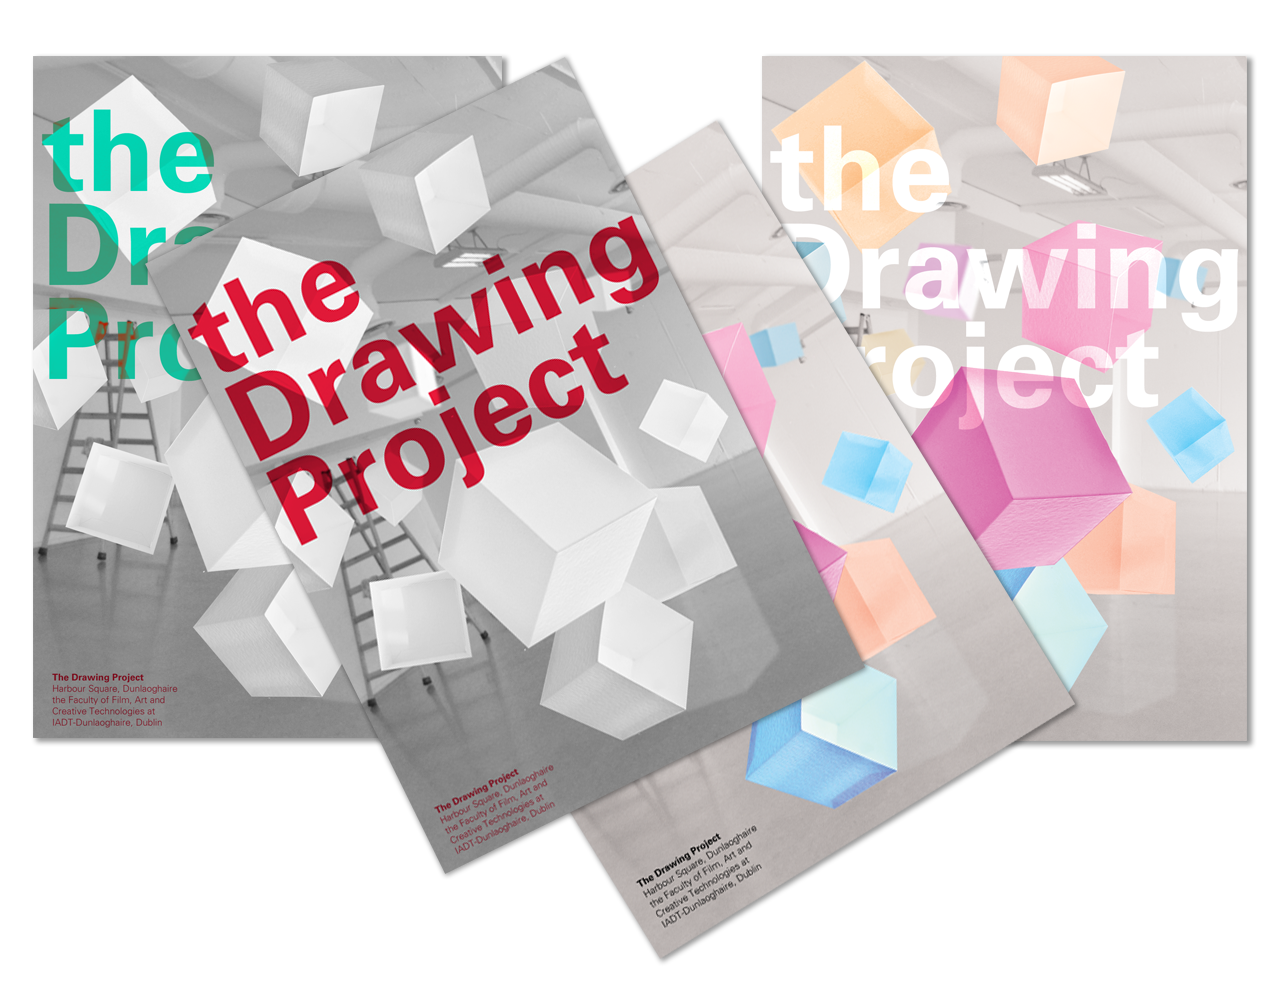 the
Dra
Pro
The Drawing Project
Harbour Square, Dunlaoghaire
the Faculty of Film, Art and
Creative Technologies at
IADT-Dunlaoghaire, Dublin
the
Drawing
Project
The Drawing Project
Harbour Square, Dunlaoghaire
the Faculty of Film, Art and
Creative Technologies at
IADT-Dunlaoghaire, Dublin
The Drawing Project
Harbour Square, Dunlaoghaire
the Faculty of Film, Art and
Creative Technologies at
IADT-Dunlaoghaire, Dublin
the
Drawing
roject